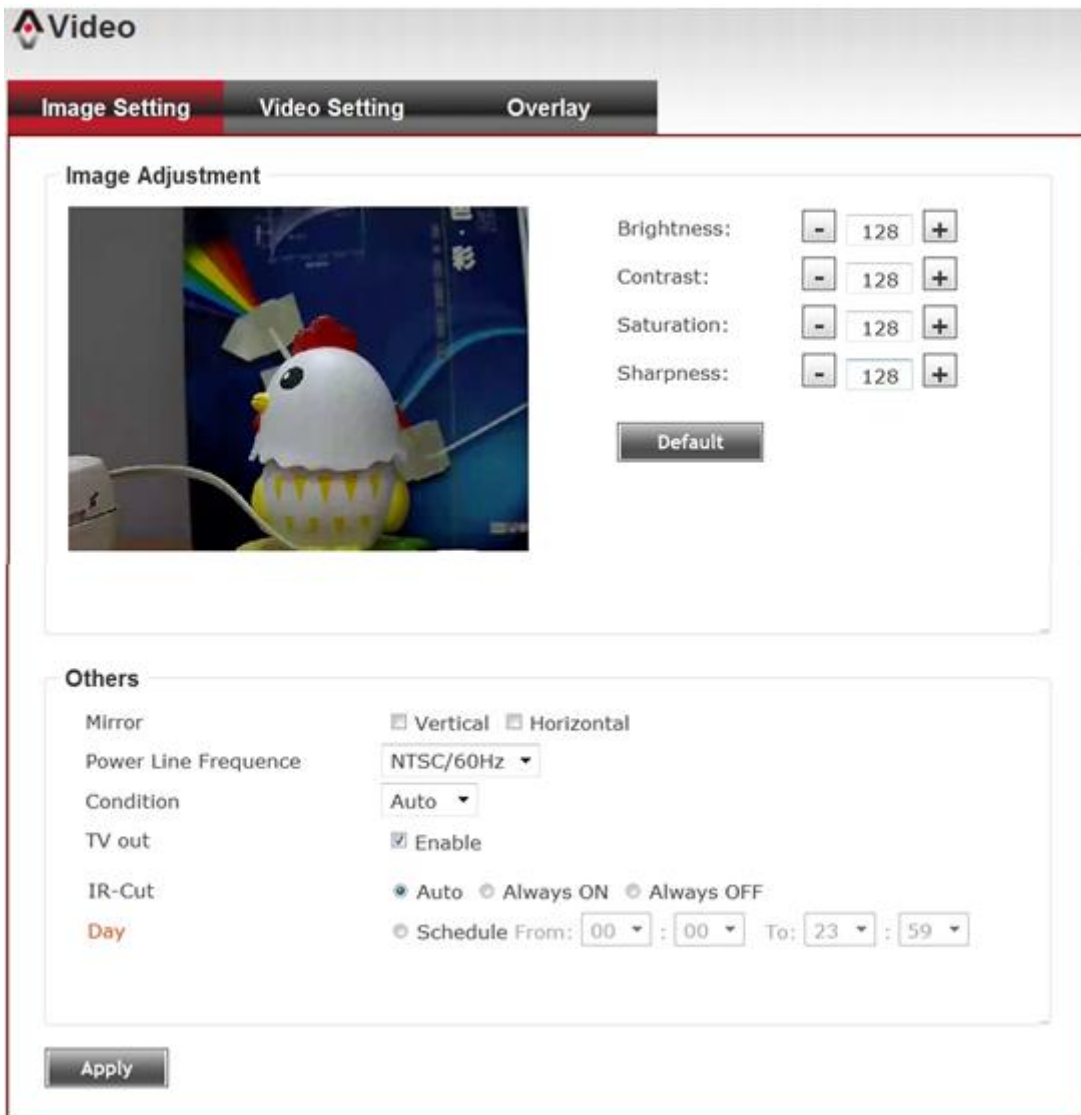 Video
Image Setting Video Setting Overlay
Image Adjustment
Brightness: - 128 +
Contrast: - 128 +
Saturation: - 128 +
Sharpness: - 128 +
Default
Others
Mirror Vertical Horizontal
Power Line Frequence NTSC/60Hz
Condition Auto
TV out Enable
IR-Cut Auto Always ON Always OFF
Day Schedule From: 00 : 00 To: 23 : 59
Apply